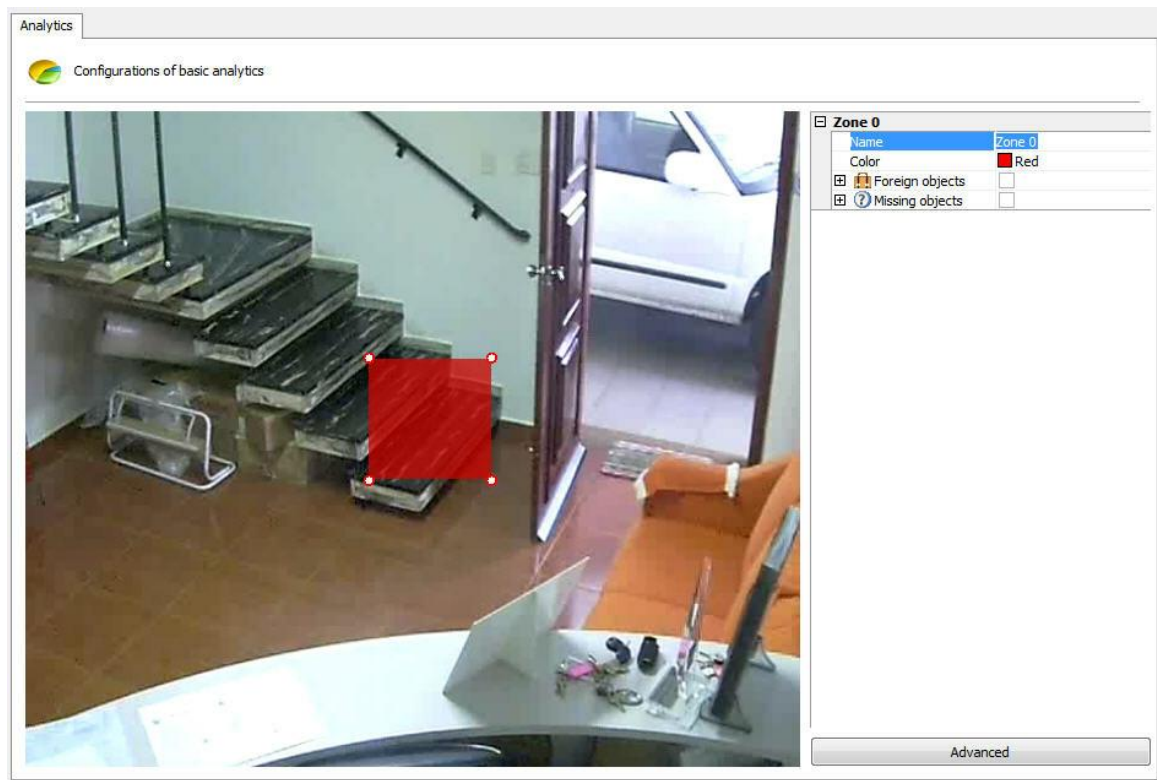 Analytics
Configurations of basic analytics
Zone 0
Name Zone 0
Color Red
Foreign objects
Missing objects
Advanced